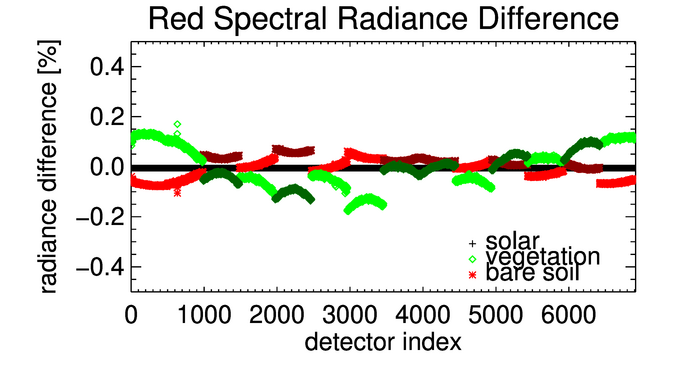 Red Spectral Radiance Difference
radiance difference [%]
0.4
0.2
0.0
−0.2
−0.4
+ solar
◇ vegetation
✳ bare soil
0 1000 2000 3000 4000 5000 6000
detector index